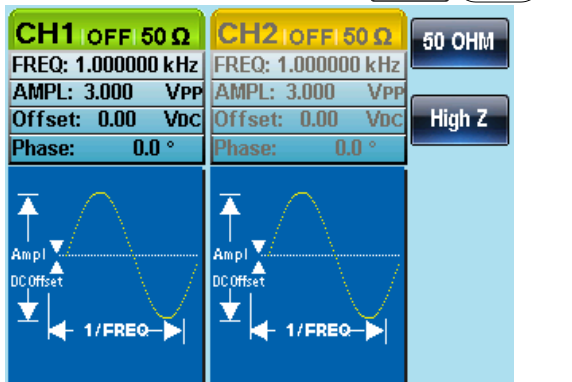 CH1 OFF 50 Ω
FREQ: 1.000000 kHz
AMPL: 3.000 VPP
Offset: 0.00 VDC
Phase: 0.0 °
Ampl
DC Offset
1/FREQ
CH2 OFF 50 Ω
FREQ: 1.000000 kHz
AMPL: 3.000 VPP
Offset: 0.00 VDC
Phase: 0.0 °
Ampl
DC Offset
1/FREQ
50 OHM
High Z